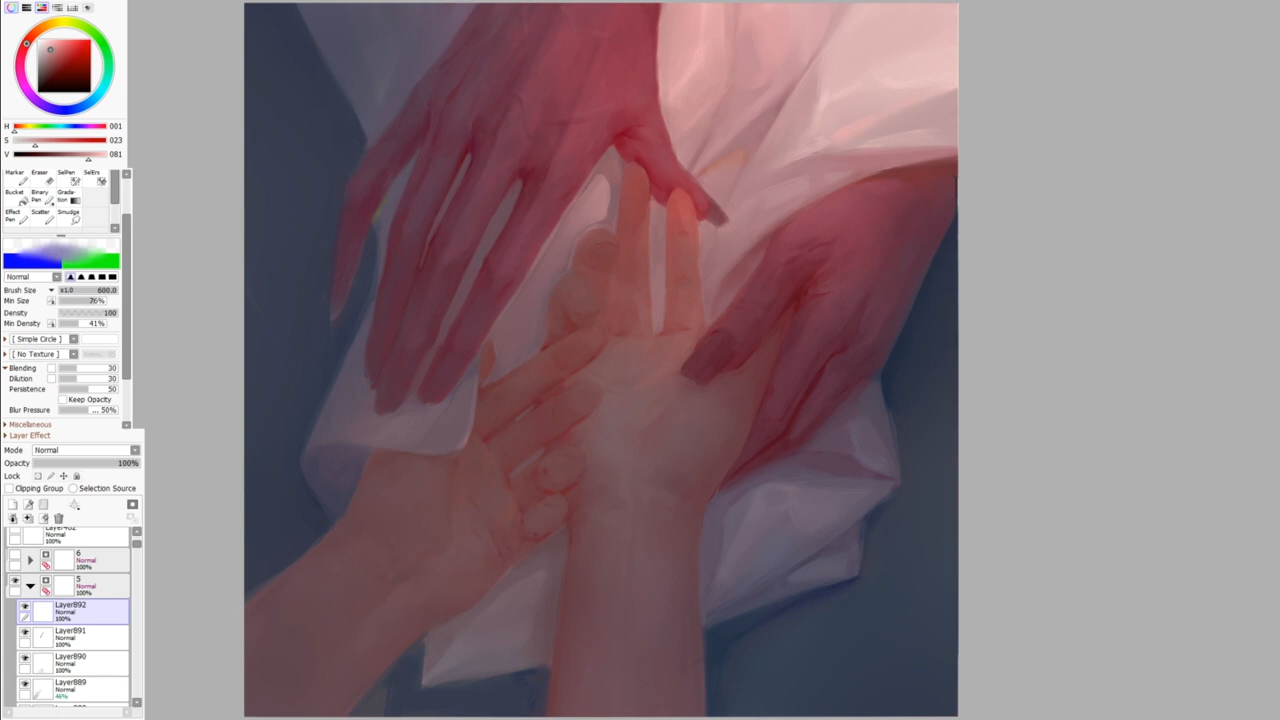 H 001
S 023
V 081
Marker Eraser SelPen SelErs
Bucket Binary Pen Grada-tion
Effect Pen Scatter Smudge
Normal
Brush Size x1.0 600.0
Min Size 76%
Density 100
Min Density 41%
[ Simple Circle ]
[ No Texture ]
Blending 30
Dilution 30
Persistence 50
Keep Opacity
Blur Pressure ... 50%
Miscellaneous
Layer Effect
Mode Normal
Opacity 100%
Lock
Clipping Group Selection Source
Normal
100%
6
Normal
100%
5
Normal
100%
Layer892
Normal
100%
Layer891
Normal
100%
Layer890
Normal
100%
Layer889
Normal
46%